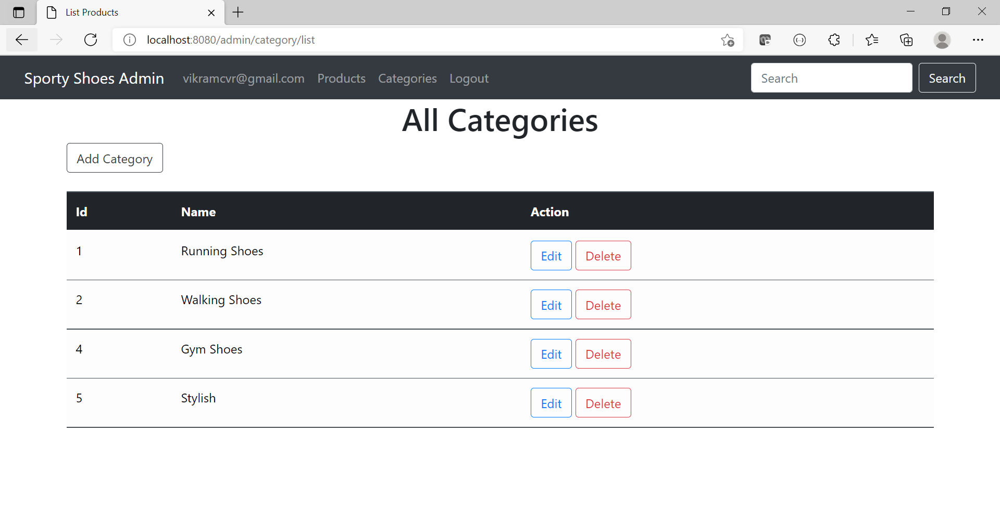 List Products
localhost:8080/admin/category/list
Sporty Shoes Admin vikramcvr@gmail.com Products Categories Logout Search Search
All Categories
Add Category
Id Name Action
1 Running Shoes Edit Delete
2 Walking Shoes Edit Delete
4 Gym Shoes Edit Delete
5 Stylish Edit Delete